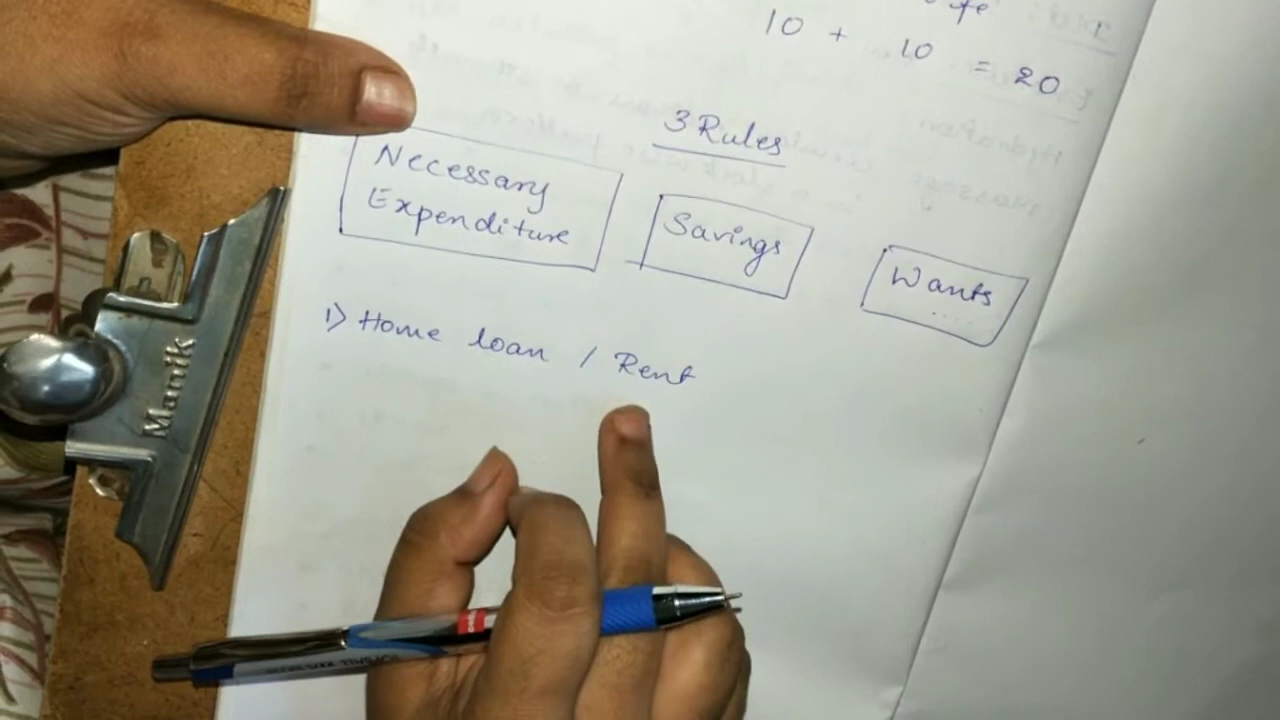 10 + 10 = 20
3 Rules
Necessary
Expenditure
Savings
Wants
1) Home loan / Rent
Manik